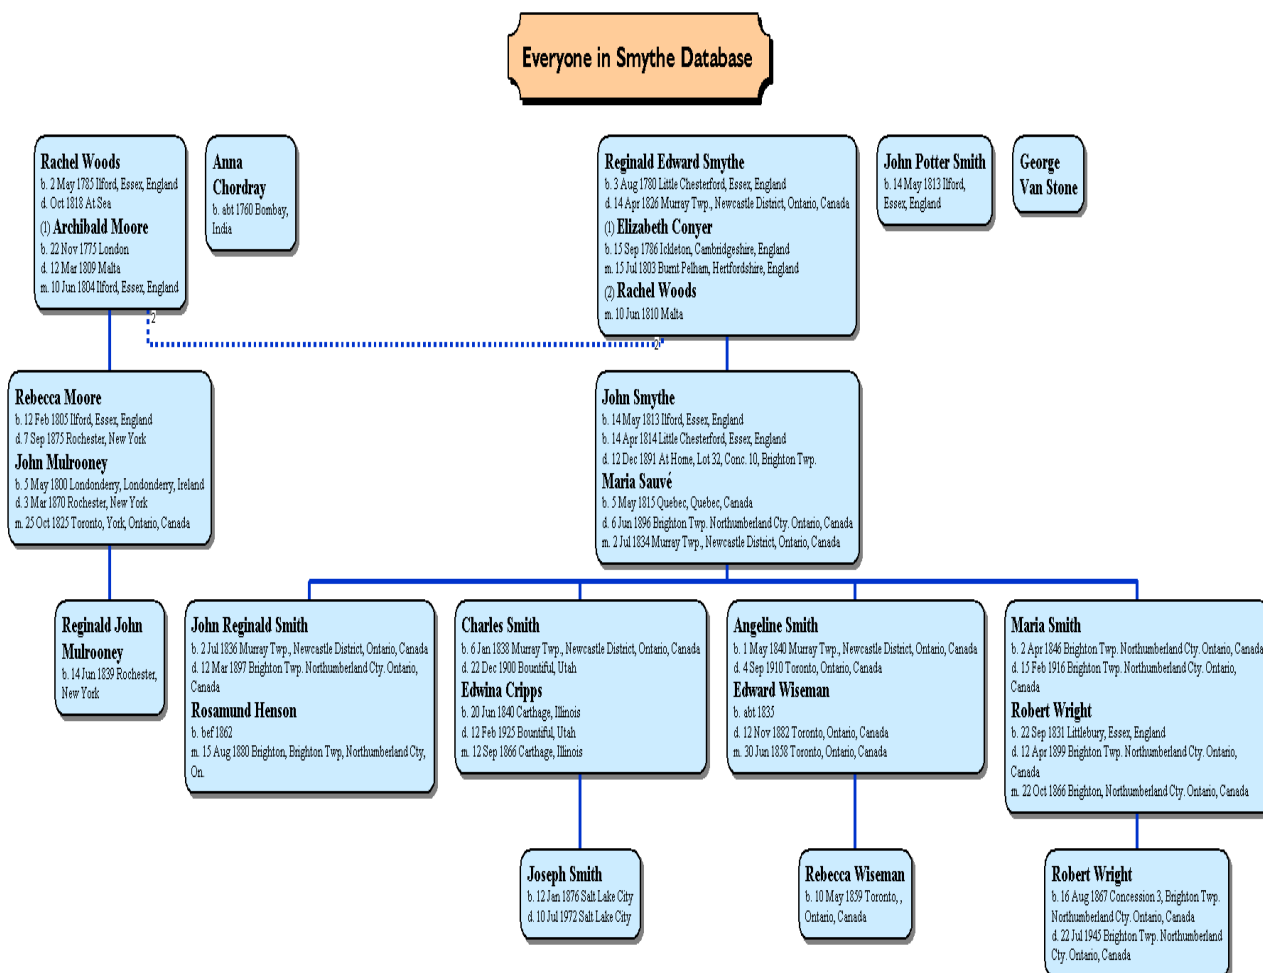 Everyone in Smythe Database
Rachel Woods
b. 2 May 1785 Ilford, Essex, England
d. Oct 1818 At Sea
(1) Archibald Moore
b. 22 Nov 1775 London
d. 12 Mar 1809 Malta
m. 10 Jun 1804 Ilford, Essex, England
Anna
Chordray
b. abt 1760 Bombay,
India
Reginald Edward Smythe
b. 3 Aug 1780 Little Chesterford, Essex, England
d. 14 Apr 1826 Murray Twp., Newcastle District, Ontario, Canada
(1) Elizabeth Conyer
b. 15 Sep 1786 Ickleton, Cambridgeshire, England
m. 15 Jul 1803 Burnt Pelham, Hertfordshire, England
(2) Rachel Woods
m. 10 Jun 1810 Malta
John Potter Smith
b. 14 May 1813 Ilford,
Essex, England
George
Van Stone
2
2
Rebecca Moore
b. 12 Feb 1805 Ilford, Essex, England
d. 7 Sep 1875 Rochester, New York
John Mulrooney
b. 5 May 1800 Londonderry, Londonderry, Ireland
d. 3 Mar 1870 Rochester, New York
m. 25 Oct 1825 Toronto, York, Ontario, Canada
John Smythe
b. 14 May 1813 Ilford, Essex, England
b. 14 Apr 1814 Little Chesterford, Essex, England
d. 12 Dec 1891 At Home, Lot 32, Conc. 10, Brighton Twp.
Maria Sauvé
b. 5 May 1815 Quebec, Quebec, Canada
d. 6 Jun 1896 Brighton Twp. Northumberland Cty. Ontario, Canada
m. 2 Jul 1834 Murray Twp., Newcastle District, Ontario, Canada
Reginald John
Mulrooney
b. 14 Jun 1839 Rochester,
New York
John Reginald Smith
b. 2 Jul 1836 Murray Twp., Newcastle District, Ontario, Canada
d. 12 Mar 1897 Brighton Twp. Northumberland Cty. Ontario,
Canada
Rosamund Henson
b. bef 1862
m. 15 Aug 1880 Brighton, Brighton Twp, Northumberland Cty,
On.
Charles Smith
b. 6 Jan 1838 Murray Twp., Newcastle District, Ontario, Canada
d. 22 Dec 1900 Bountiful, Utah
Edwina Cripps
b. 20 Jun 1840 Carthage, Illinois
d. 12 Feb 1925 Bountiful, Utah
m. 12 Sep 1866 Carthage, Illinois
Angeline Smith
b. 1 May 1840 Murray Twp., Newcastle District, Ontario, Canada
d. 4 Sep 1910 Toronto, Ontario, Canada
Edward Wiseman
b. abt 1835
d. 12 Nov 1882 Toronto, Ontario, Canada
m. 30 Jun 1858 Toronto, Ontario, Canada
Maria Smith
b. 2 Apr 1846 Brighton Twp. Northumberland Cty. Ontario, Canada
d. 15 Feb 1916 Brighton Twp. Northumberland Cty. Ontario,
Canada
Robert Wright
b. 22 Sep 1831 Littlebury, Essex, England
d. 12 Apr 1899 Brighton Twp. Northumberland Cty. Ontario,
Canada
m. 22 Oct 1866 Brighton, Northumberland Cty. Ontario, Canada
Joseph Smith
b. 12 Jan 1876 Salt Lake City
d. 10 Jul 1972 Salt Lake City
Rebecca Wiseman
b. 10 May 1859 Toronto, ,
Ontario, Canada
Robert Wright
b. 16 Aug 1867 Concession 3, Brighton Twp.
Northumberland Cty. Ontario, Canada
d. 22 Jul 1945 Brighton Twp. Northumberland
Cty. Ontario, Canada